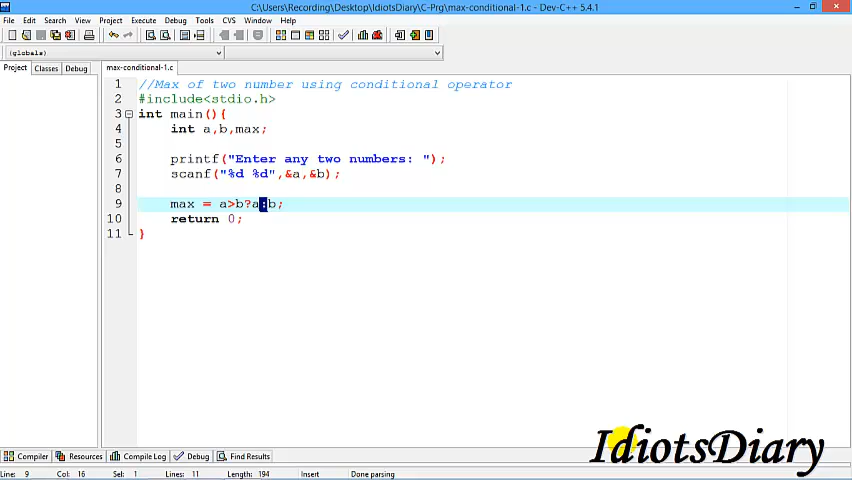 C:\Users\Recording\Desktop\IdiotsDiary\C-Prg\max-conditional-1.c - Dev-C++ 5.4.1
File Edit Search View Project Execute Debug Tools CVS Window Help
(globals)
Project Classes Debug max-conditional-1.c
1 //Max of two number using conditional operator
2 #include<stdio.h>
3 int main(){
4 int a,b,max;
5
6 printf("Enter any two numbers: ");
7 scanf("%d %d",&a,&b);
8
9 max = a>b?a:b;
10 return 0;
11 }
IdiotsDiary
Compiler Resources Compile Log Debug Find Results
Line: 9 Col: 16 Sel: 1 Lines: 11 Length: 194 Insert Done parsing